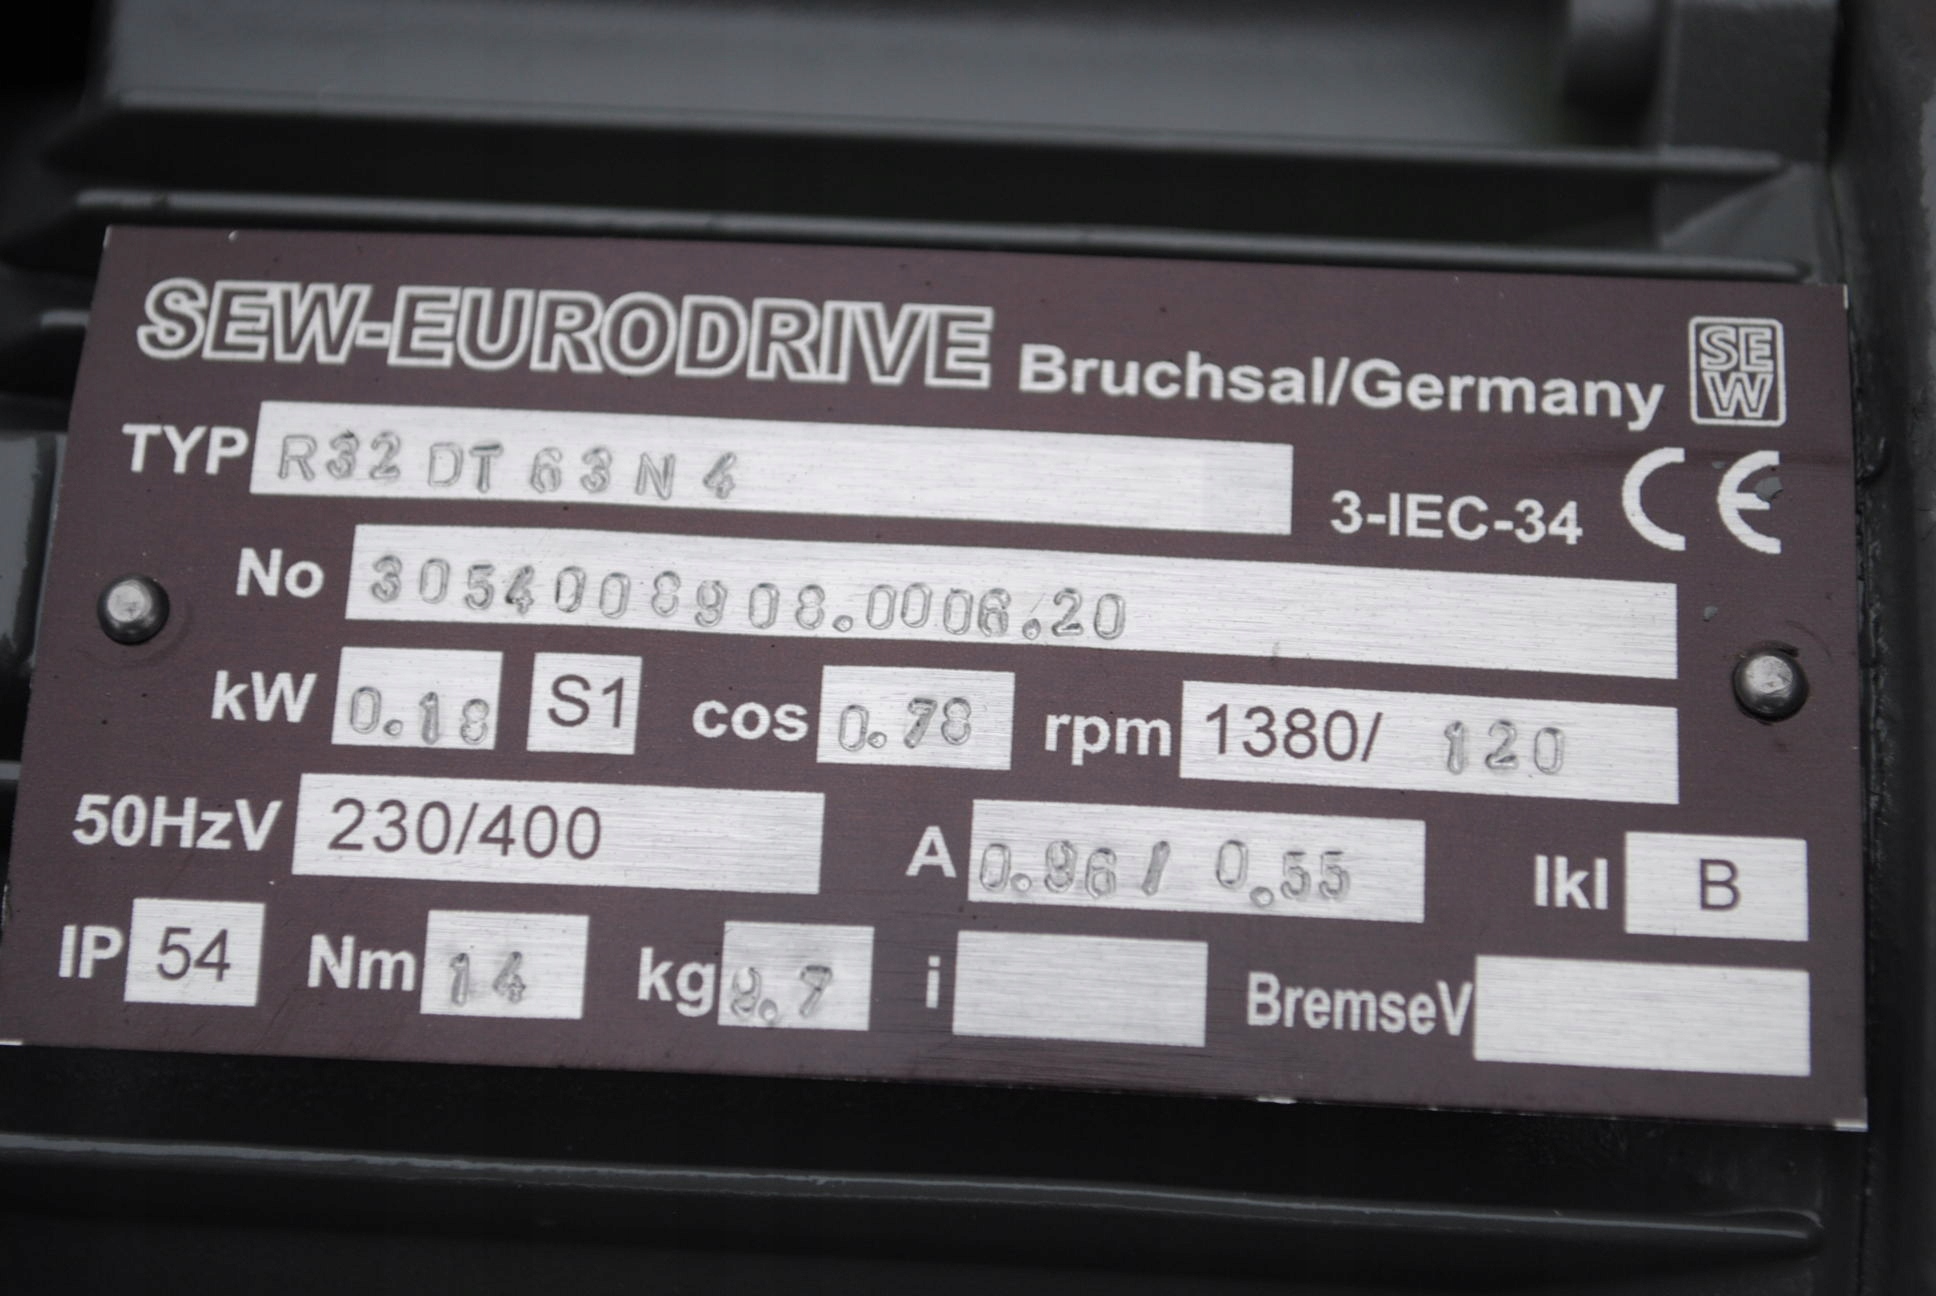 SEW-EURODRIVE Bruchsal/Germany SEW
TYP R32 DT 63 N 4 3-IEC-34 CE
No 3054008908.0006.20
kW 0.18 S1 cos 0.78 rpm 1380/ 120
50HzV 230/400 A 0.96 / 0.55 Ikl B
IP 54 Nm 14 kg 9.7 i BremseV